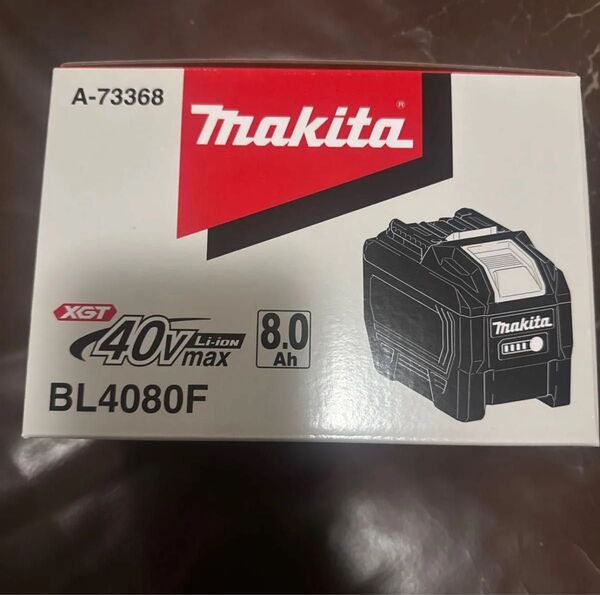 A-73368
makita®
XGT
40Vmax Li-ion
8.0 Ah
BL4080F
makita